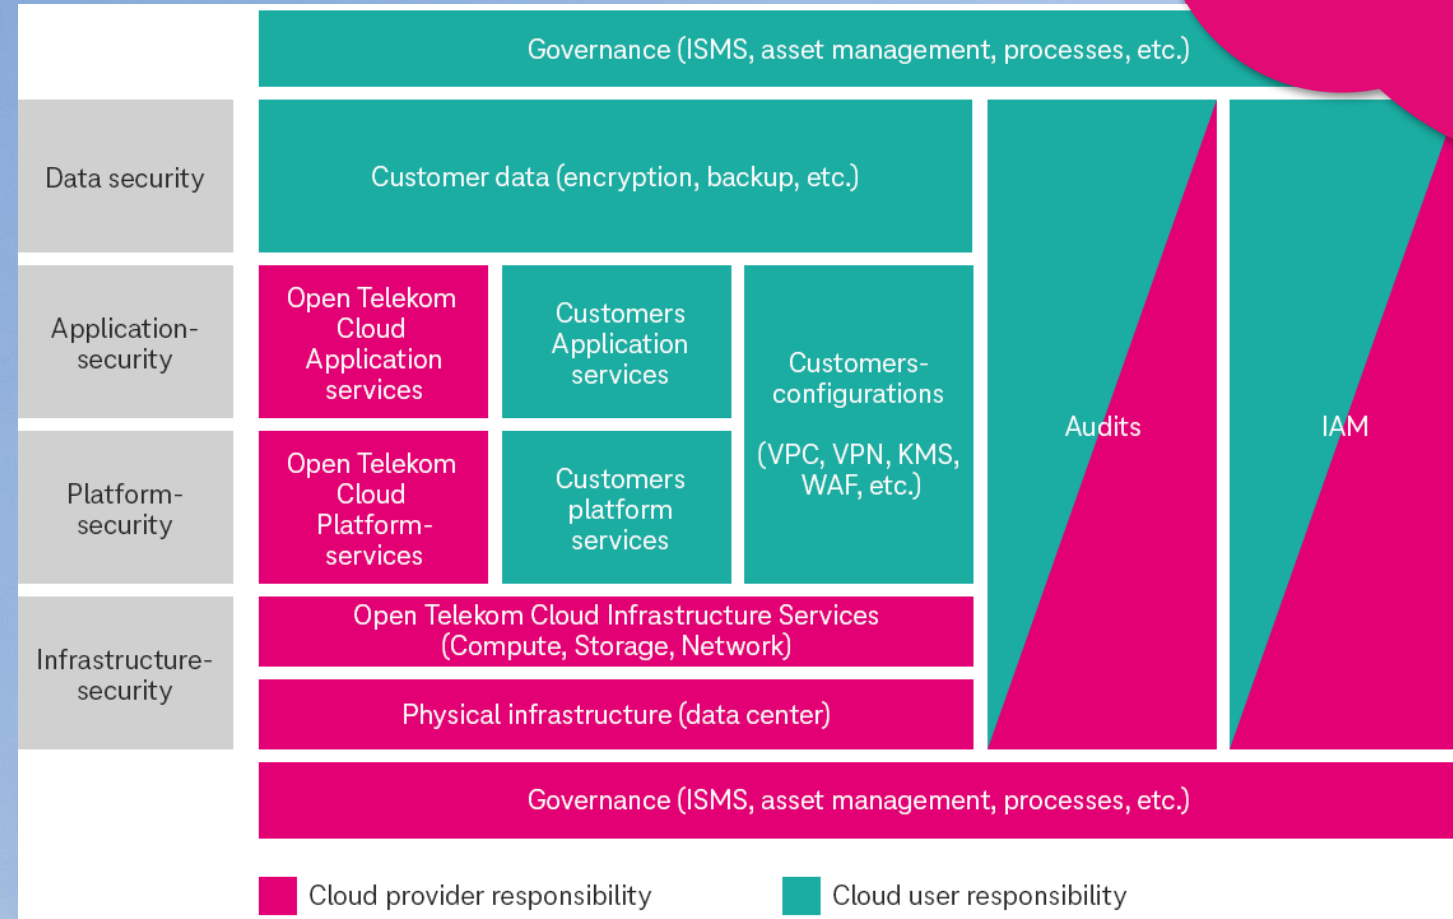 Governance (ISMS, asset management, processes, etc.)
Data security
Customer data (encryption, backup, etc.)
Application-
security
Open Telekom
Cloud
Application
services
Customers
Application
services
Customers-
configurations
(VPC, VPN, KMS,
WAF, etc.)
Audits
IAM
Platform-
security
Open Telekom
Cloud
Platform-
services
Customers
platform
services
Infrastructure-
security
Open Telekom Cloud Infrastructure Services
(Compute, Storage, Network)
Physical infrastructure (data center)
Governance (ISMS, asset management, processes, etc.)
Cloud provider responsibility
Cloud user responsibility